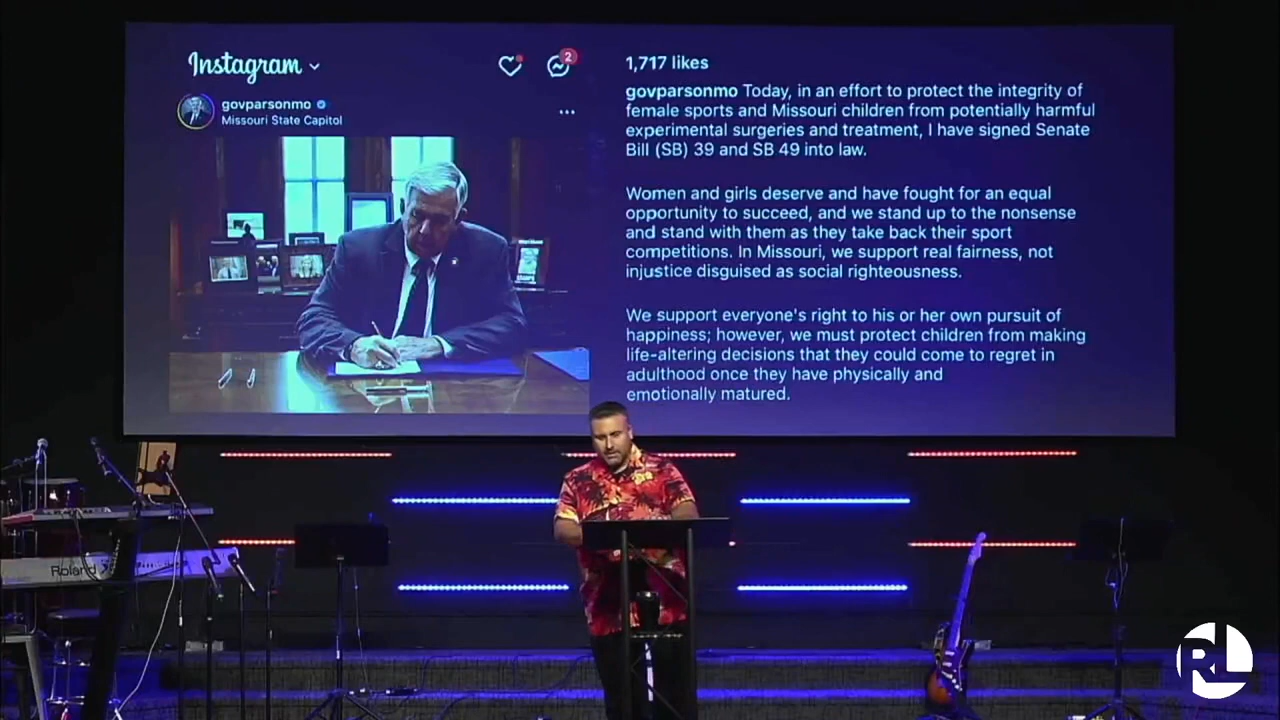 Instagram
2
govparsonmo
Missouri State Capitol
1,717 likes
govparsonmo Today, in an effort to protect the integrity of
female sports and Missouri children from potentially harmful
experimental surgeries and treatment, I have signed Senate
Bill (SB) 39 and SB 49 into law.
Women and girls deserve and have fought for an equal
opportunity to succeed, and we stand up to the nonsense
and stand with them as they take back their sport
competitions. In Missouri, we support real fairness, not
injustice disguised as social righteousness.
We support everyone's right to his or her own pursuit of
happiness; however, we must protect children from making
life-altering decisions that they could come to regret in
adulthood once they have physically and
emotionally matured.
Roland
RL